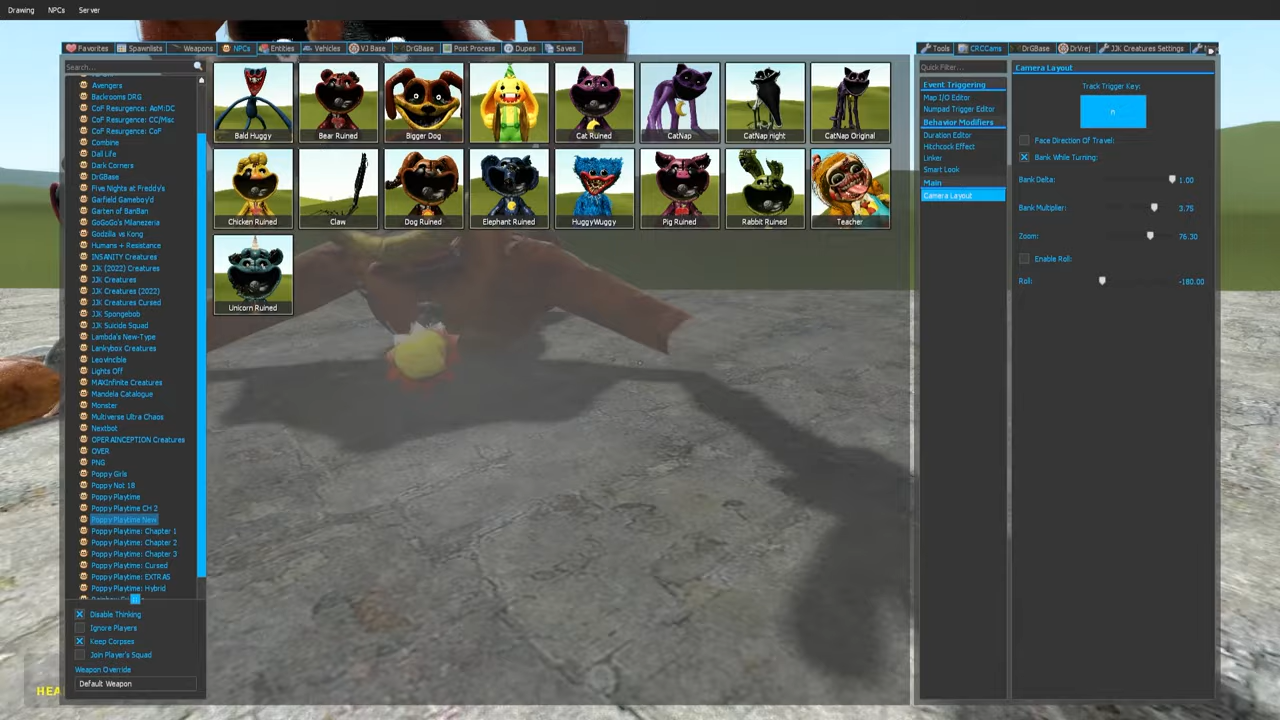 Drawing NPCs Server
Favorites Spawnlists Weapons NPCs Entities Vehicles VJ Base DrGBase Post Process Dupes Saves
Tools CRCCams DrGBase DrVrej JJK Creatures Settings
Search...
Avengers
Backrooms DRG
CoF Resurgence: AoM:DC
CoF Resurgence: CC/Misc
CoF Resurgence: CoF
Combine
Dall Life
Dark Corners
DrGBase
Five Nights at Freddy's
Garfield Gameboy'd
Garten of BanBan
GoGoGo's Milanezeria
Godzilla vs Kong
Humans + Resistance
INSANITY Creatures
JJK (2022) Creatures
JJK Creatures
JJK Creatures (2022)
JJK Creatures Cursed
JJK Spongebob
JJK Suicide Squad
Lambda's New-Type
Lankybox Creatures
Leovincible
Lights Off
MAXInfinite Creatures
Mandela Catalogue
Monster
Multiverse Ultra Chaos
Nextbot
OPERAINCEPTION Creatures
OVER
PNG
Poppy Girls
Poppy Not 18
Poppy Playtime
Poppy Playtime CH 2
Poppy Playtime New
Poppy Playtime: Chapter 1
Poppy Playtime: Chapter 2
Poppy Playtime: Chapter 3
Poppy Playtime: Cursed
Poppy Playtime: EXTRAS
Poppy Playtime: Hybrid
Disable Thinking
Ignore Players
Keep Corpses
Join Player's Squad
Weapon Override
Default Weapon
HEA
Bald Huggy Bear Ruined Bigger Dog Cat Ruined CatNap CatNap night CatNap Original
Chicken Ruined Claw Dog Ruined Elephant Ruined HuggyWuggy Pig Ruined Rabbit Ruined Teacher
Unicorn Ruined
Quick Filter...
Event Triggering
Map I/O Editor
Numpad Trigger Editor
Behavior Modifiers
Duration Editor
Hitchcock Effect
Linker
Smart Look
Main
Camera Layout
Camera Layout
Track Trigger Key:
n
Face Direction Of Travel:
Bank While Turning:
Bank Delta: 1.00
Bank Multiplier: 3.75
Zoom: 76.30
Enable Roll:
Roll: -180.00